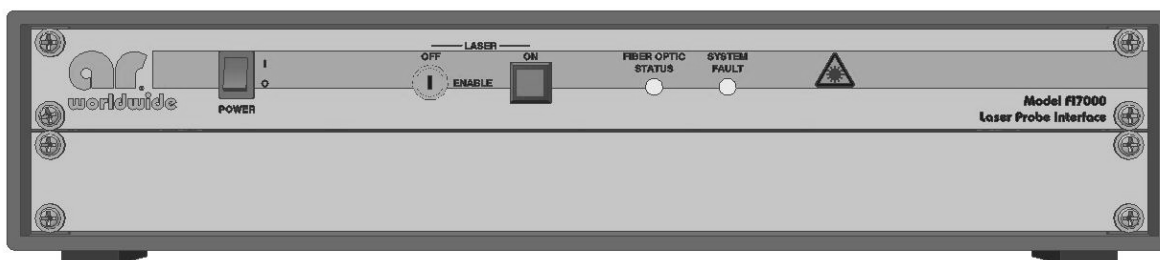 LASER
OFF
ON
FIBER OPTIC
STATUS
SYSTEM
FAULT
ar
worldwide
I
O
ENABLE
POWER
Model FI7000
Laser Probe Interface